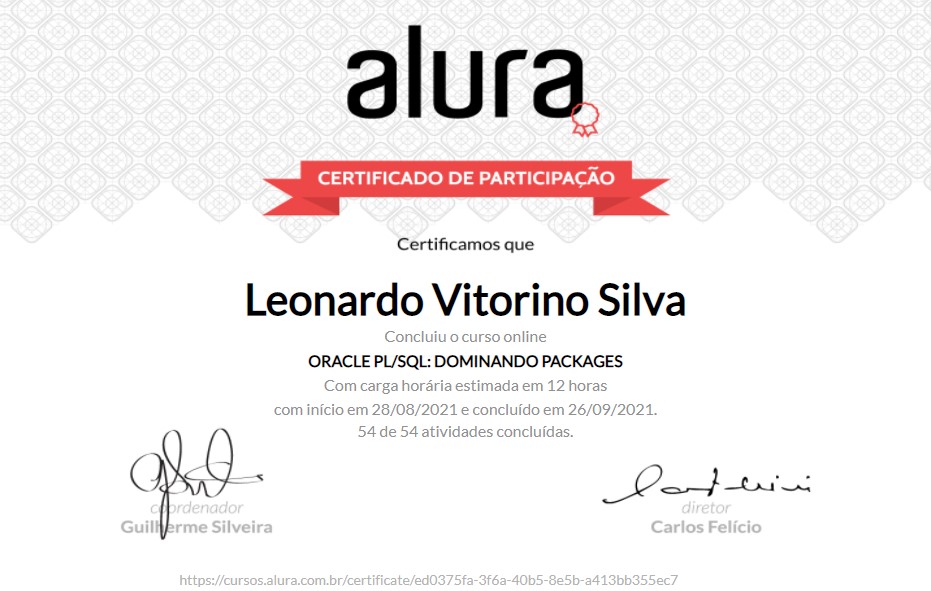 alura
CERTIFICADO DE PARTICIPAÇÃO
Certificamos que
Leonardo Vitorino Silva
Concluiu o curso online
ORACLE PL/SQL: DOMINANDO PACKAGES
Com carga horária estimada em 12 horas
com início em 28/08/2021 e concluído em 26/09/2021.
54 de 54 atividades concluídas.
coordenador
Guilherme Silveira
diretor
Carlos Felício
https://cursos.alura.com.br/certificate/ed0375fa-3f6a-40b5-8e5b-a413bb355ec7